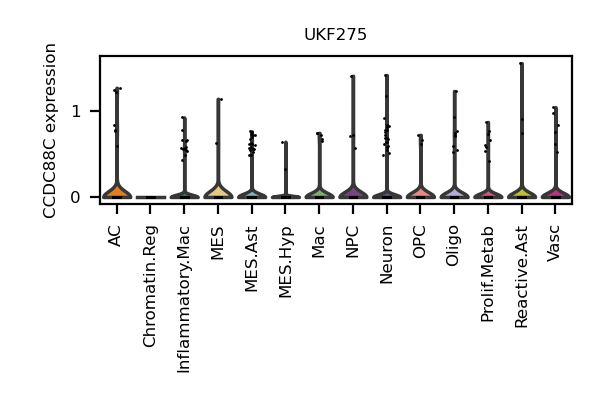 UKF275
CCDC88C expression
1
0
AC
Chromatin.Reg
Inflammatory.Mac
MES
MES.Ast
MES.Hyp
Mac
NPC
Neuron
OPC
Oligo
Prolif.Metab
Reactive.Ast
Vasc